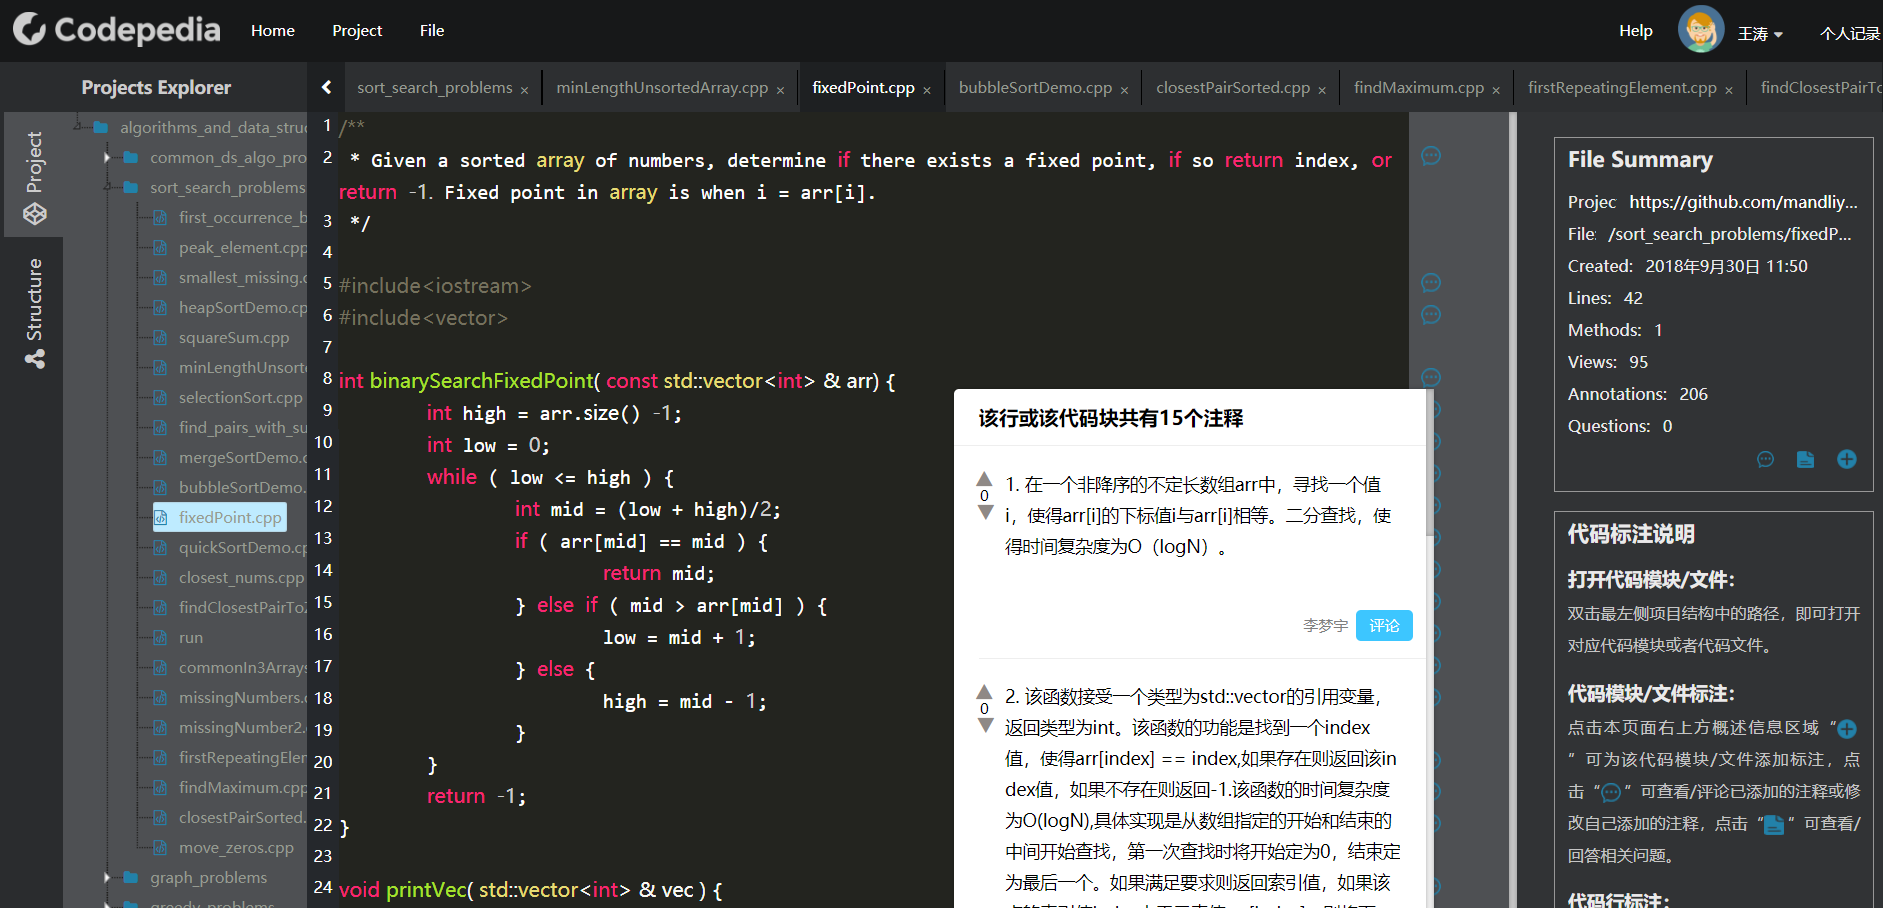 Codepedia Home Project File Help 王涛 个人记录
Projects Explorer
sort_search_problems × minLengthUnsortedArray.cpp × fixedPoint.cpp × bubbleSortDemo.cpp × closestPairSorted.cpp × findMaximum.cpp × firstRepeatingElement.cpp × findClosestPairTo
Project
Structure
algorithms_and_data_stru
common_ds_algo_pro
sort_search_problems
first_occurrence_b
peak_element.cpp
smallest_missing.c
heapSortDemo.cp
squareSum.cpp
minLengthUnsorte
selectionSort.cpp
find_pairs_with_su
mergeSortDemo.c
bubbleSortDemo.
fixedPoint.cpp
quickSortDemo.cp
closest_nums.cpp
findClosestPairToZ
run
commonIn3Arrays
missingNumbers.c
missingNumber2.
firstRepeatingElen
findMaximum.cpp
closestPairSorted.
move_zeros.cpp
graph_problems
greedy_problems
1 /**
2 * Given a sorted array of numbers, determine if there exists a fixed point, if so return index, or
return -1. Fixed point in array is when i = arr[i].
3 */
4
5 #include<iostream>
6 #include<vector>
7
8 int binarySearchFixedPoint( const std::vector<int> & arr) {
9 int high = arr.size() -1;
10 int low = 0;
11 while ( low <= high ) {
12 int mid = (low + high)/2;
13 if ( arr[mid] == mid ) {
14 return mid;
15 } else if ( mid > arr[mid] ) {
16 low = mid + 1;
17 } else {
18 high = mid - 1;
19 }
20 }
21 return -1;
22 }
23
24 void printVec( std::vector<int> & vec ) {
该行或该代码块共有15个注释
0
1. 在一个非降序的不定长数组arr中，寻找一个值
i，使得arr[i]的下标值i与arr[i]相等。二分查找，使
得时间复杂度为O（logN）。
李梦宇 评论
0
2. 该函数接受一个类型为std::vector的引用变量，
返回类型为int。该函数的功能是找到一个index
值，使得arr[index] == index,如果存在则返回该in
dex值，如果不存在则返回-1.该函数的时间复杂度
为O(logN),具体实现是从数组指定的开始和结束的
中间开始查找，第一次查找时将开始定为0，结束定
为最后一个。如果满足要求则返回索引值，如果该
File Summary
Projec https://github.com/mandliy...
File: /sort_search_problems/fixedP...
Created: 2018年9月30日 11:50
Lines: 42
Methods: 1
Views: 95
Annotations: 206
Questions: 0
代码标注说明
打开代码模块/文件：
双击最左侧项目结构中的路径，即可打开
对应代码模块或者代码文件。
代码模块/文件标注：
点击本页面右上方概述信息区域“
”可为该代码模块/文件添加标注，点
击“ ”可查看/评论已添加的注释或修
改自己添加的注释，点击“ ”可查看/
回答相关问题。
代码行标注：